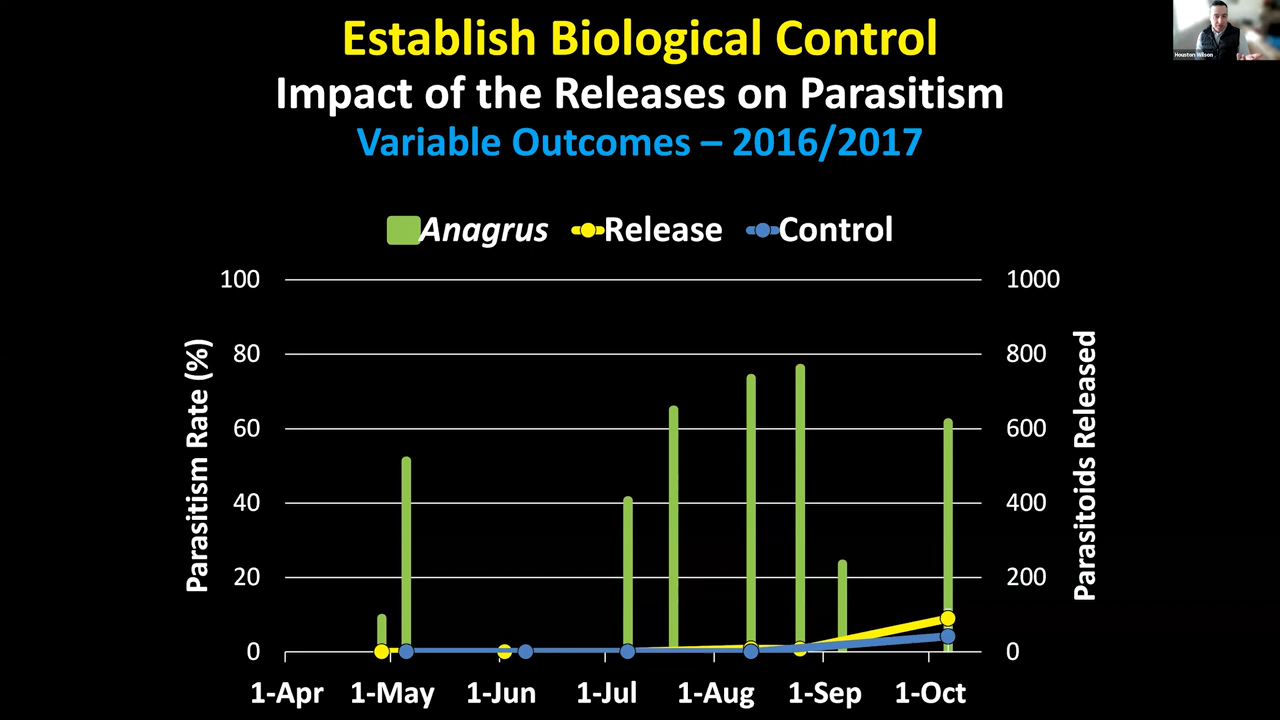 Establish Biological Control
Impact of the Releases on Parasitism
Variable Outcomes – 2016/2017
Houston Wilson
Anagrus Release Control
100 1000
80 800
60 600
40 400
20 200
0 0
Parasitism Rate (%)
Parasitoids Released
1-Apr 1-May 1-Jun 1-Jul 1-Aug 1-Sep 1-Oct